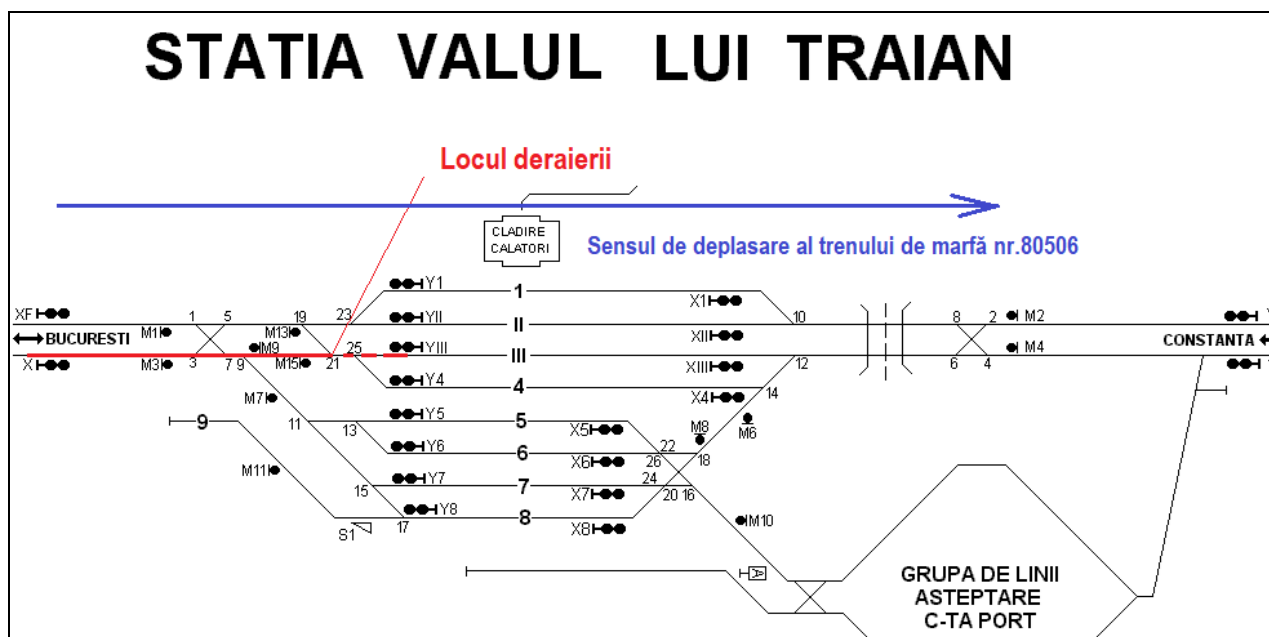 STATIA VALUL LUI TRAIAN
Locul deraierii
CLADIRE
CALATORI
Sensul de deplasare al trenului de marfă nr.80506
Y1 1 X1
XF 1 5 19 23 YII II 10 8 2 M2
M1 M13 XII
BUCURESTI M9 25 YIII III CONSTANTA
X M3 3 7 9 M15 21 XIII 12 6 4 M4
Y4 4 X4 14
M7 M6
9 11 13 Y5 5 X5 M8
Y6 6 X6 22 26 18
M11 15 Y7 7 X7 24 20 16
S1 17 Y8 8 X8 M10
A
GRUPA DE LINII
ASTEPTARE
C-TA PORT